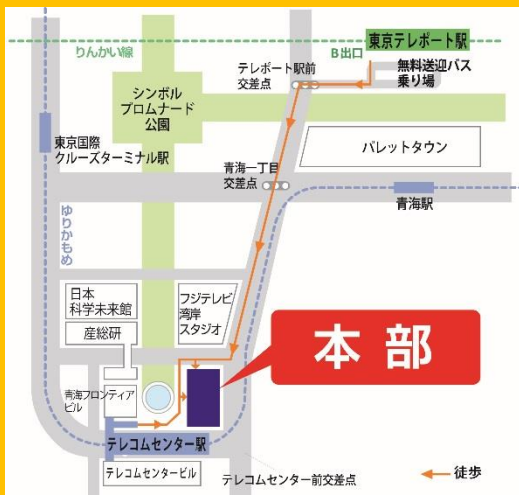 りんかい線
B出口
東京テレポート駅
テレポート駅前
交差点
無料送迎バス
乗り場
シンボル
プロムナード
公園
東京国際
クルーズターミナル駅
パレットタウン
青海一丁目
交差点
青海駅
ゆりかもめ
日本
科学未来館
産総研
フジテレビ
湾岸
スタジオ
本部
青海フロンティア
ビル
テレコムセンター駅
テレコムセンタービル
テレコムセンター前交差点
徒歩